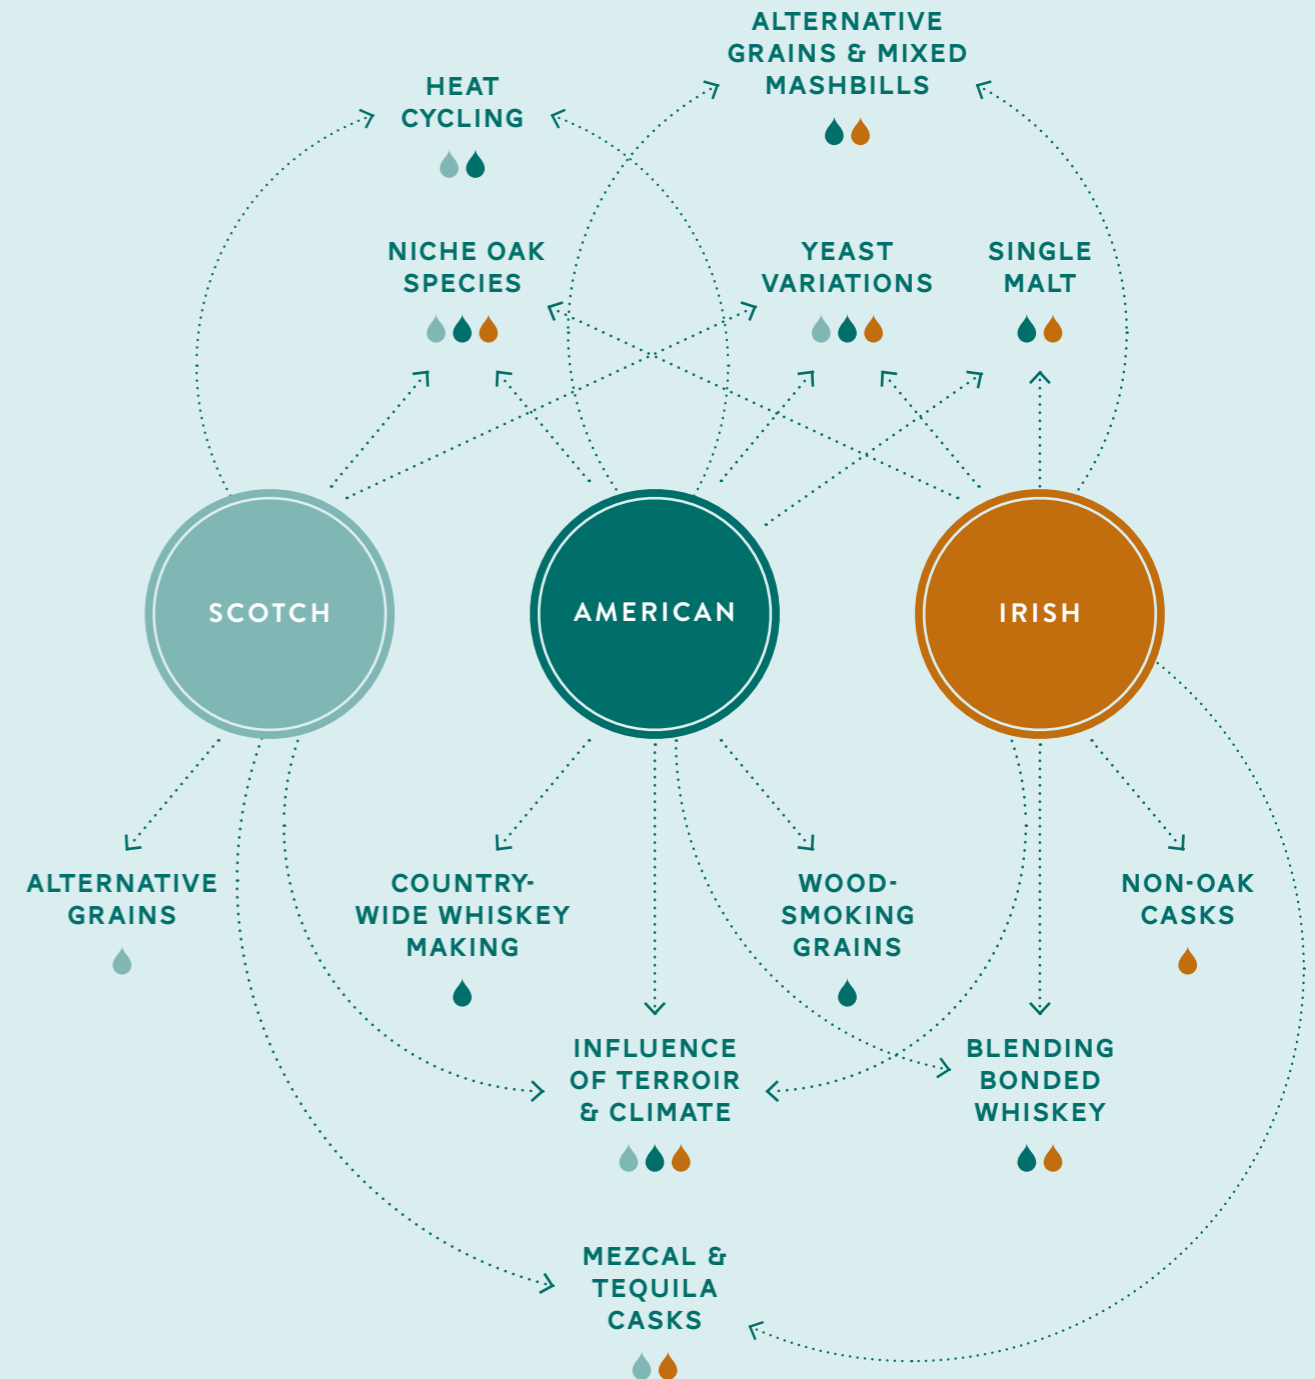 ALTERNATIVE
GRAINS & MIXED
MASHBILLS
HEAT
CYCLING
NICHE OAK
SPECIES
YEAST
VARIATIONS
SINGLE
MALT
SCOTCH
AMERICAN
IRISH
ALTERNATIVE
GRAINS
COUNTRY-
WIDE WHISKEY
MAKING
WOOD-
SMOKING
GRAINS
NON-OAK
CASKS
INFLUENCE
OF TERROIR
& CLIMATE
BLENDING
BONDED
WHISKEY
MEZCAL &
TEQUILA
CASKS